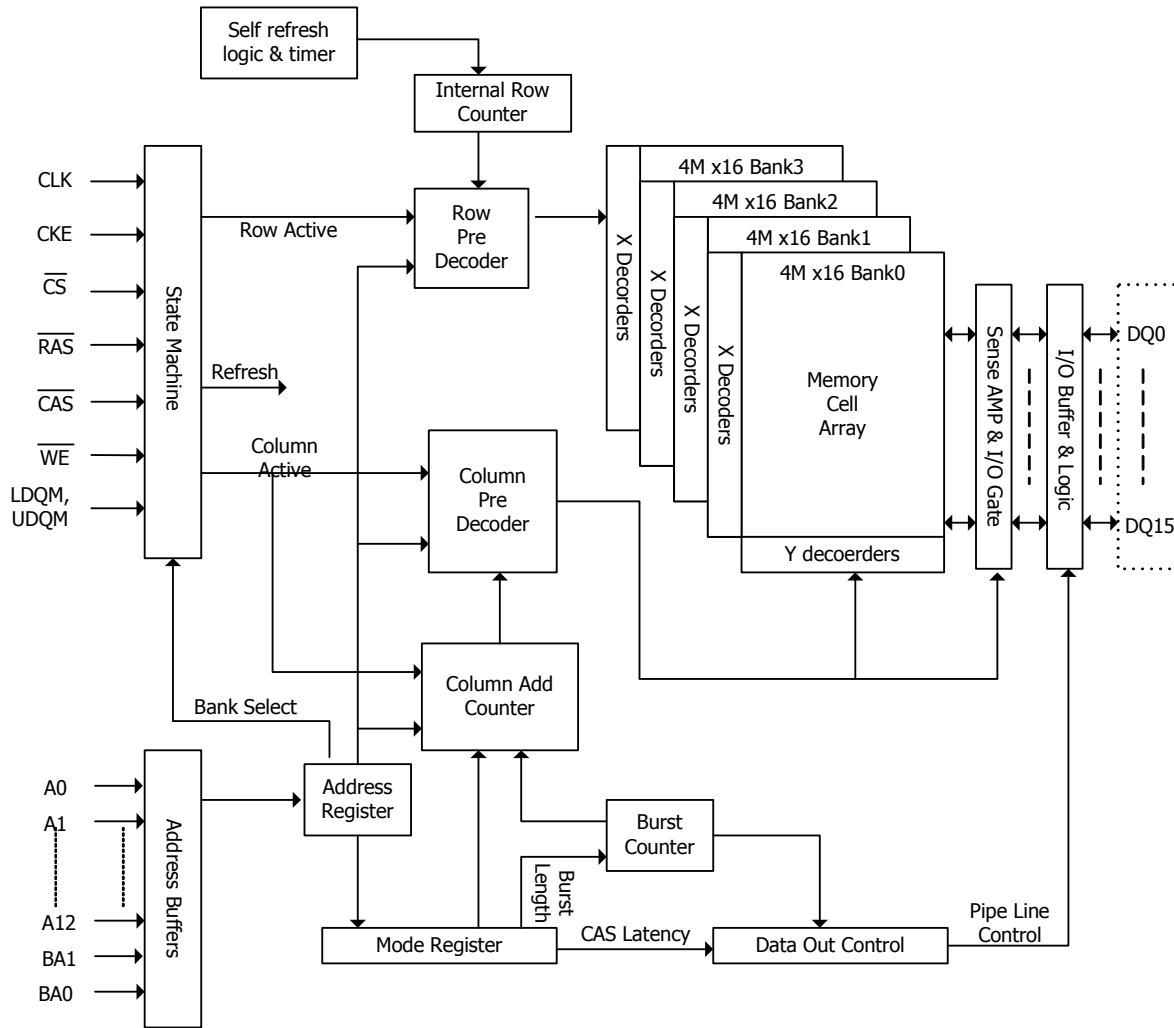 Self refresh
logic & timer
Internal Row
Counter
CLK
CKE
CS
RAS
CAS
WE
LDQM,
UDQM
State Machine
Row Active
Refresh
Column
Active
Row
Pre
Decoder
Column
Pre
Decoder
4M x16 Bank3
4M x16 Bank2
4M x16 Bank1
4M x16 Bank0
X Decorders
X Decorders
X Decorders
X Decoders
Memory
Cell
Array
Y decoerders
Sense AMP & I/O Gate
I/O Buffer & Logic
DQ0
DQ15
Bank Select
Column Add
Counter
A0
A1
A12
BA1
BA0
Address Buffers
Address
Register
Burst
Counter
Burst
Length
Mode Register
CAS Latency
Data Out Control
Pipe Line
Control